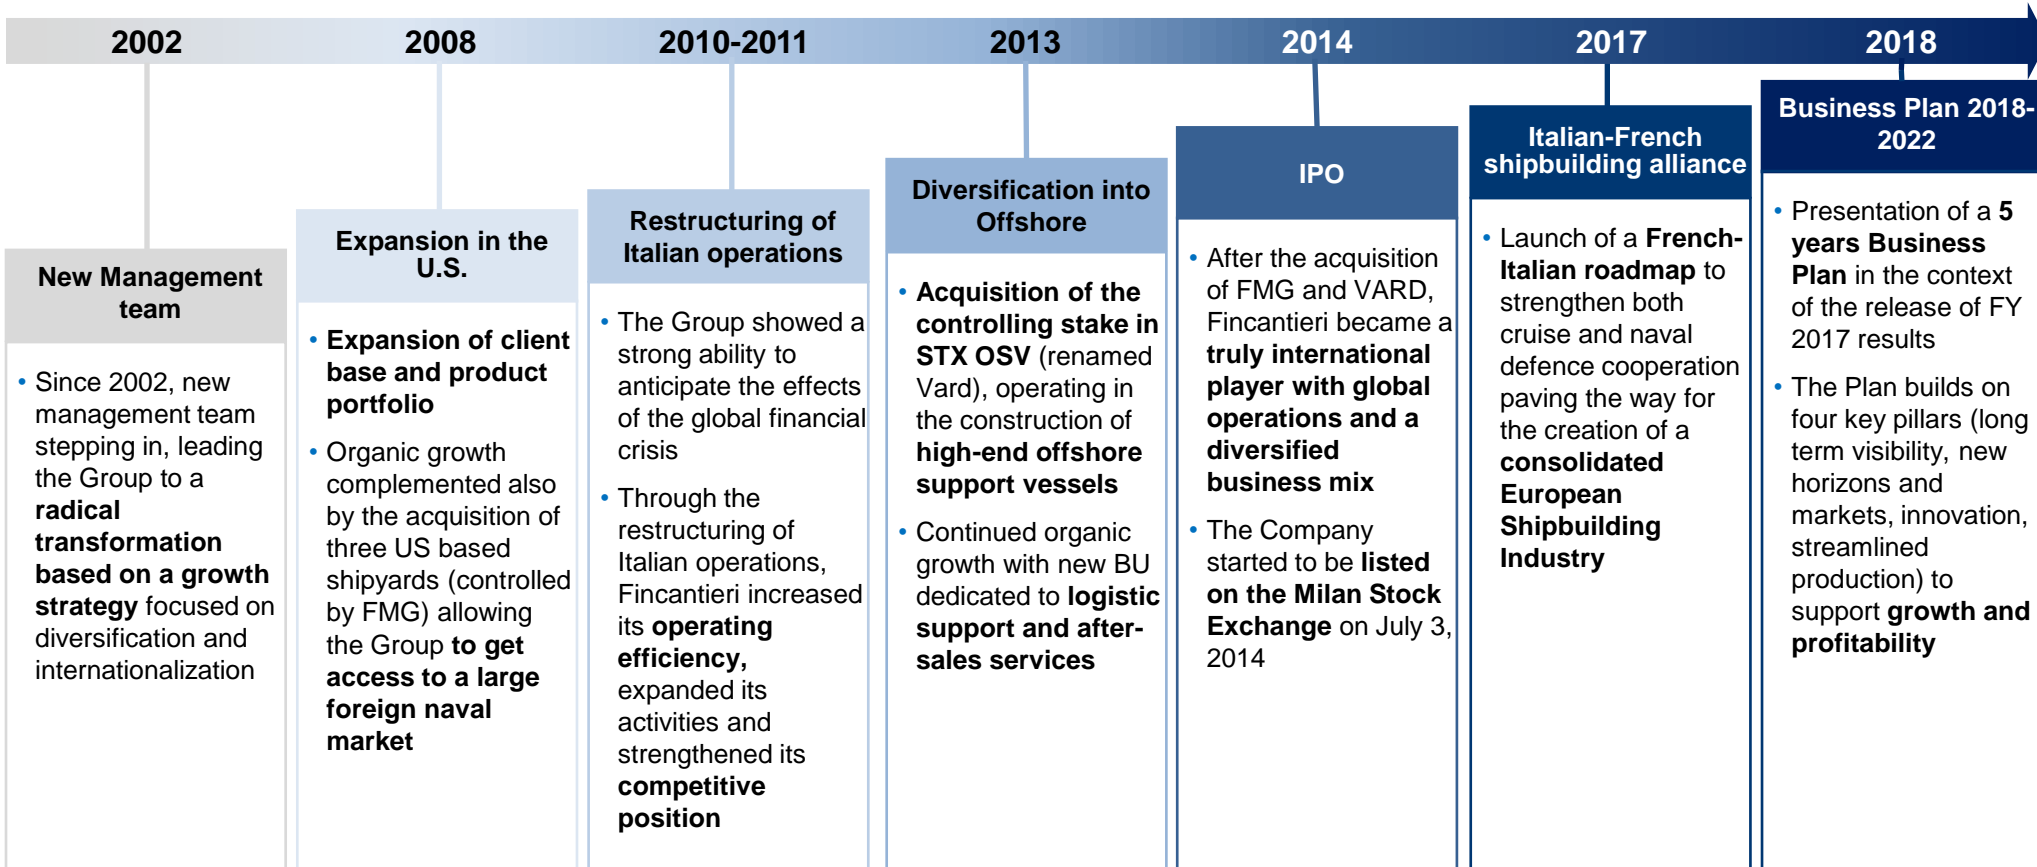 2002
2008
2010-2011
2013
2014
2017
2018
New Management
team
• Since 2002, new
management team
stepping in, leading
the Group to a
radical
transformation
based on a growth
strategy focused on
diversification and
internationalization
Expansion in the
U.S.
• Expansion of client
base and product
portfolio
• Organic growth
complemented also
by the acquisition of
three US based
shipyards (controlled
by FMG) allowing
the Group to get
access to a large
foreign naval
market
Restructuring of
Italian operations
• The Group showed a
strong ability to
anticipate the effects
of the global financial
crisis
• Through the
restructuring of
Italian operations,
Fincantieri increased
its operating
efficiency,
expanded its
activities and
strengthened its
competitive
position
Diversification into
Offshore
• Acquisition of the
controlling stake in
STX OSV (renamed
Vard), operating in
the construction of
high-end offshore
support vessels
• Continued organic
growth with new BU
dedicated to logistic
support and after-
sales services
IPO
• After the acquisition
of FMG and VARD,
Fincantieri became a
truly international
player with global
operations and a
diversified
business mix
• The Company
started to be listed
on the Milan Stock
Exchange on July 3,
2014
Italian-French
shipbuilding alliance
• Launch of a French-
Italian roadmap to
strengthen both
cruise and naval
defence cooperation
paving the way for
the creation of a
consolidated
European
Shipbuilding
Industry
Business Plan 2018-
2022
• Presentation of a 5
years Business
Plan in the context
of the release of FY
2017 results
• The Plan builds on
four key pillars (long
term visibility, new
horizons and
markets, innovation,
streamlined
production) to
support growth and
profitability